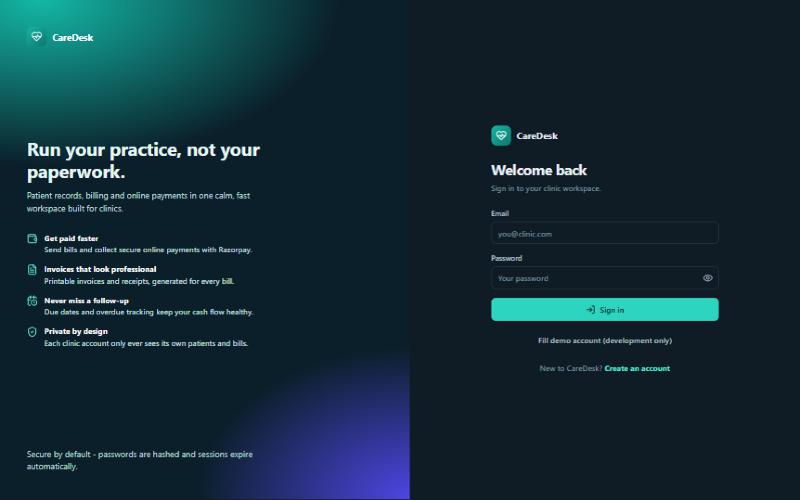 CareDesk
Run your practice, not your
paperwork.
Patient records, billing and online payments in one calm, fast
workspace built for clinics.
Get paid faster
Send bills and collect secure online payments with Razorpay.
Invoices that look professional
Printable invoices and receipts, generated for every bill.
Never miss a follow-up
Due dates and overdue tracking keep your cash flow healthy.
Private by design
Each clinic account only ever sees its own patients and bills.
Secure by default - passwords are hashed and sessions expire
automatically.
CareDesk
Welcome back
Sign in to your clinic workspace.
Email
you@clinic.com
Password
Your password
Sign in
Fill demo account (development only)
New to CareDesk? Create an account